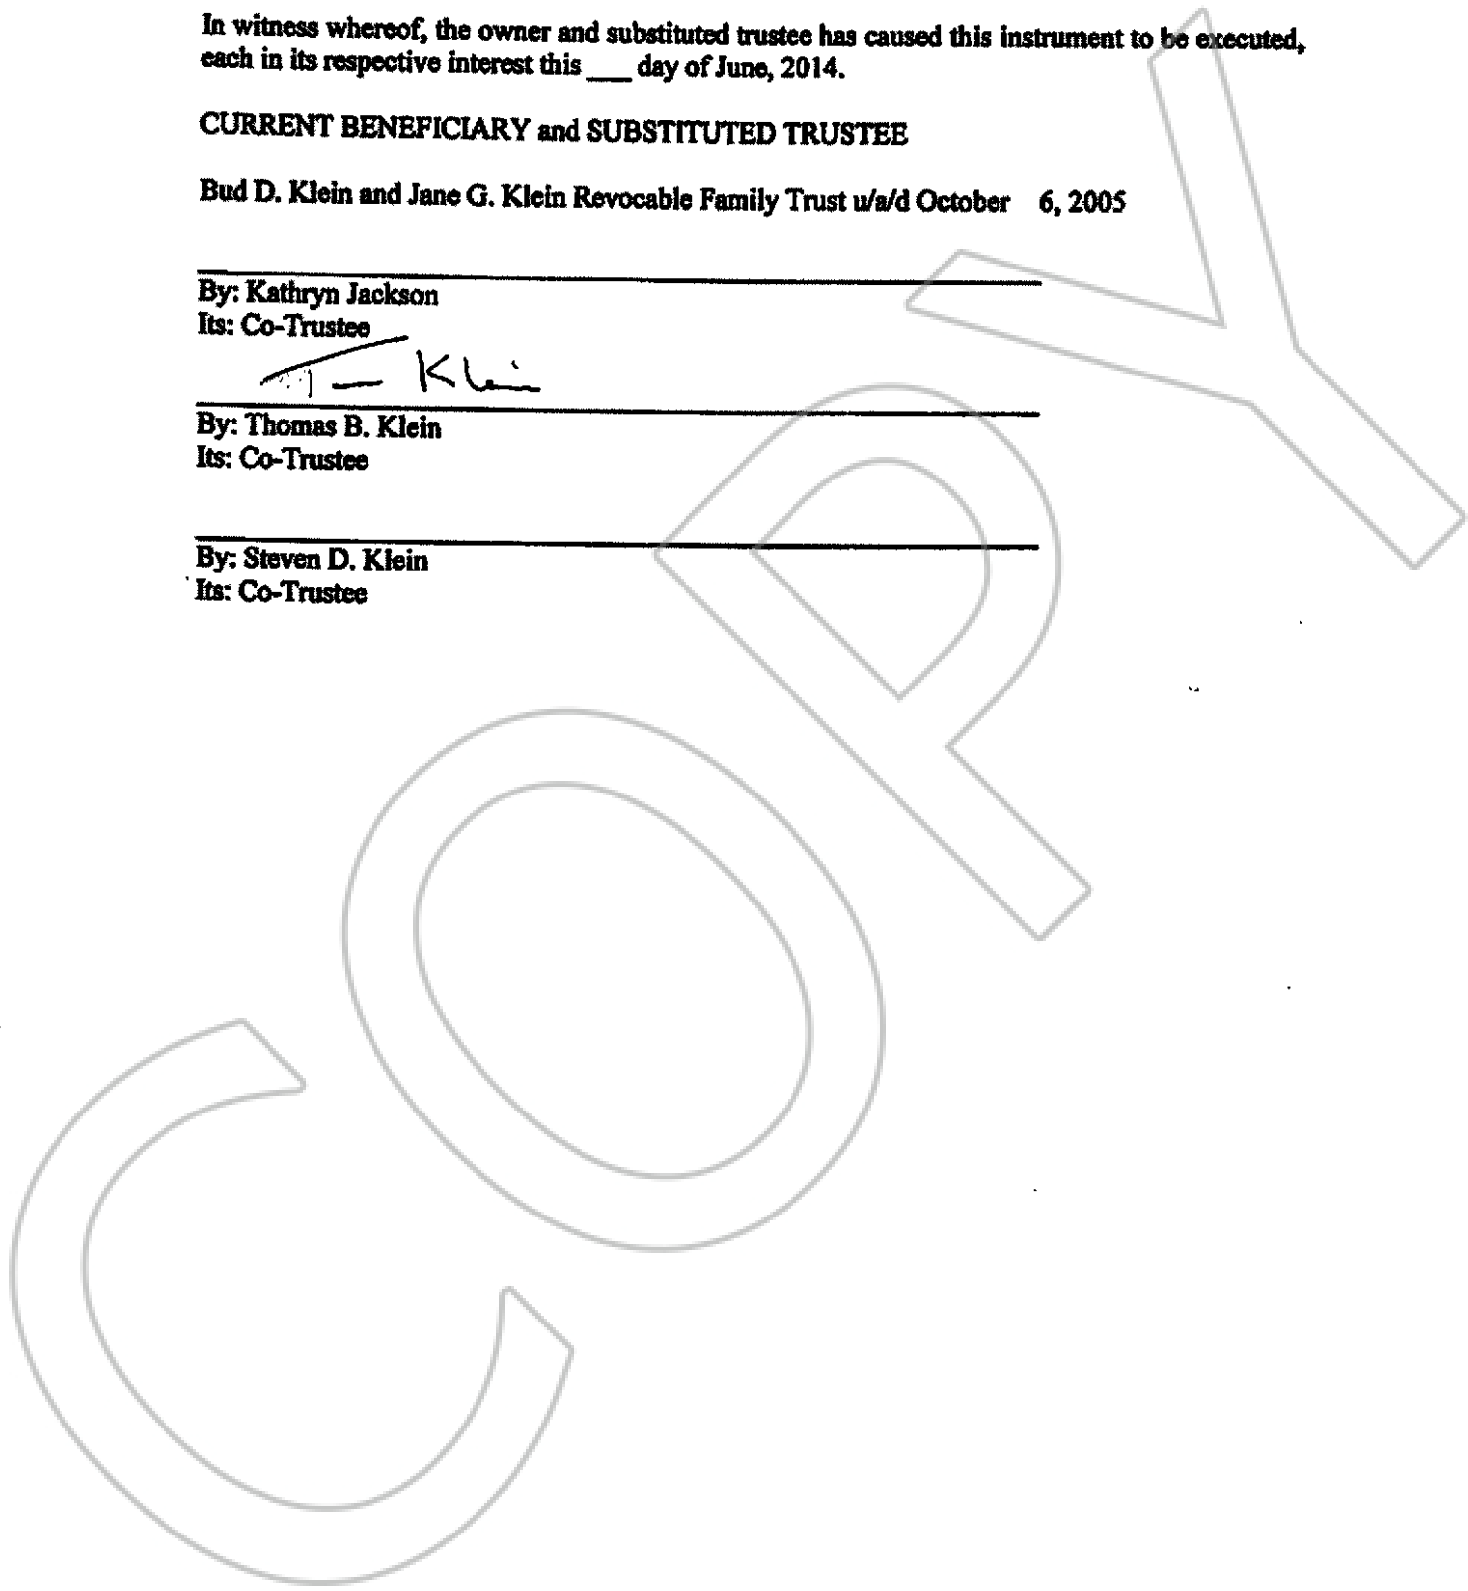 In witness whereof, the owner and substituted trustee has caused this instrument to be executed,
each in its respective interest this ___ day of June, 2014.
CURRENT BENEFICIARY and SUBSTITUTED TRUSTEE
Bud D. Klein and Jane G. Klein Revocable Family Trust u/a/d October 6, 2005
By: Kathryn Jackson
Its: Co-Trustee
T Klein
By: Thomas B. Klein
Its: Co-Trustee
By: Steven D. Klein
Its: Co-Trustee
COPY